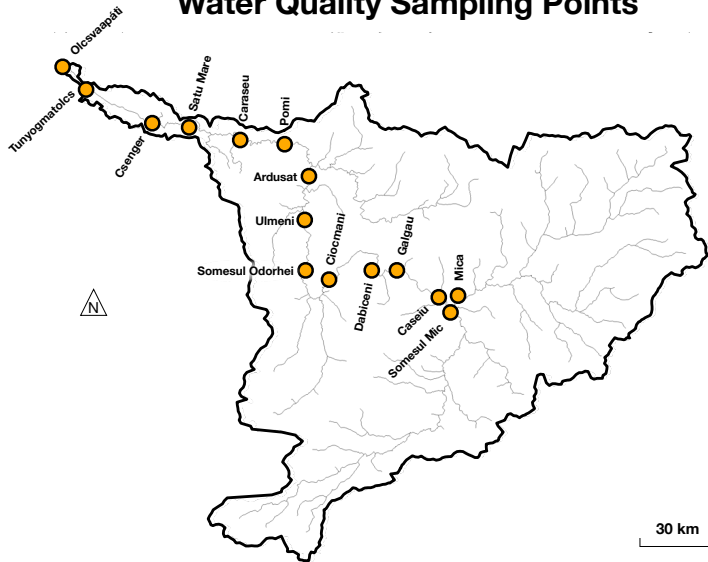 Water Quality Sampling Points
Olcsvaapáti
Tunyogmatolcs
Csenger
Satu Mare
Caraseu
Pomi
Ardusat
Ulmeni
Somesul Odorhei
Ciocmani
Dabiceni
Galgau
Caseiu
Mica
Somesul Mic
N
30 km